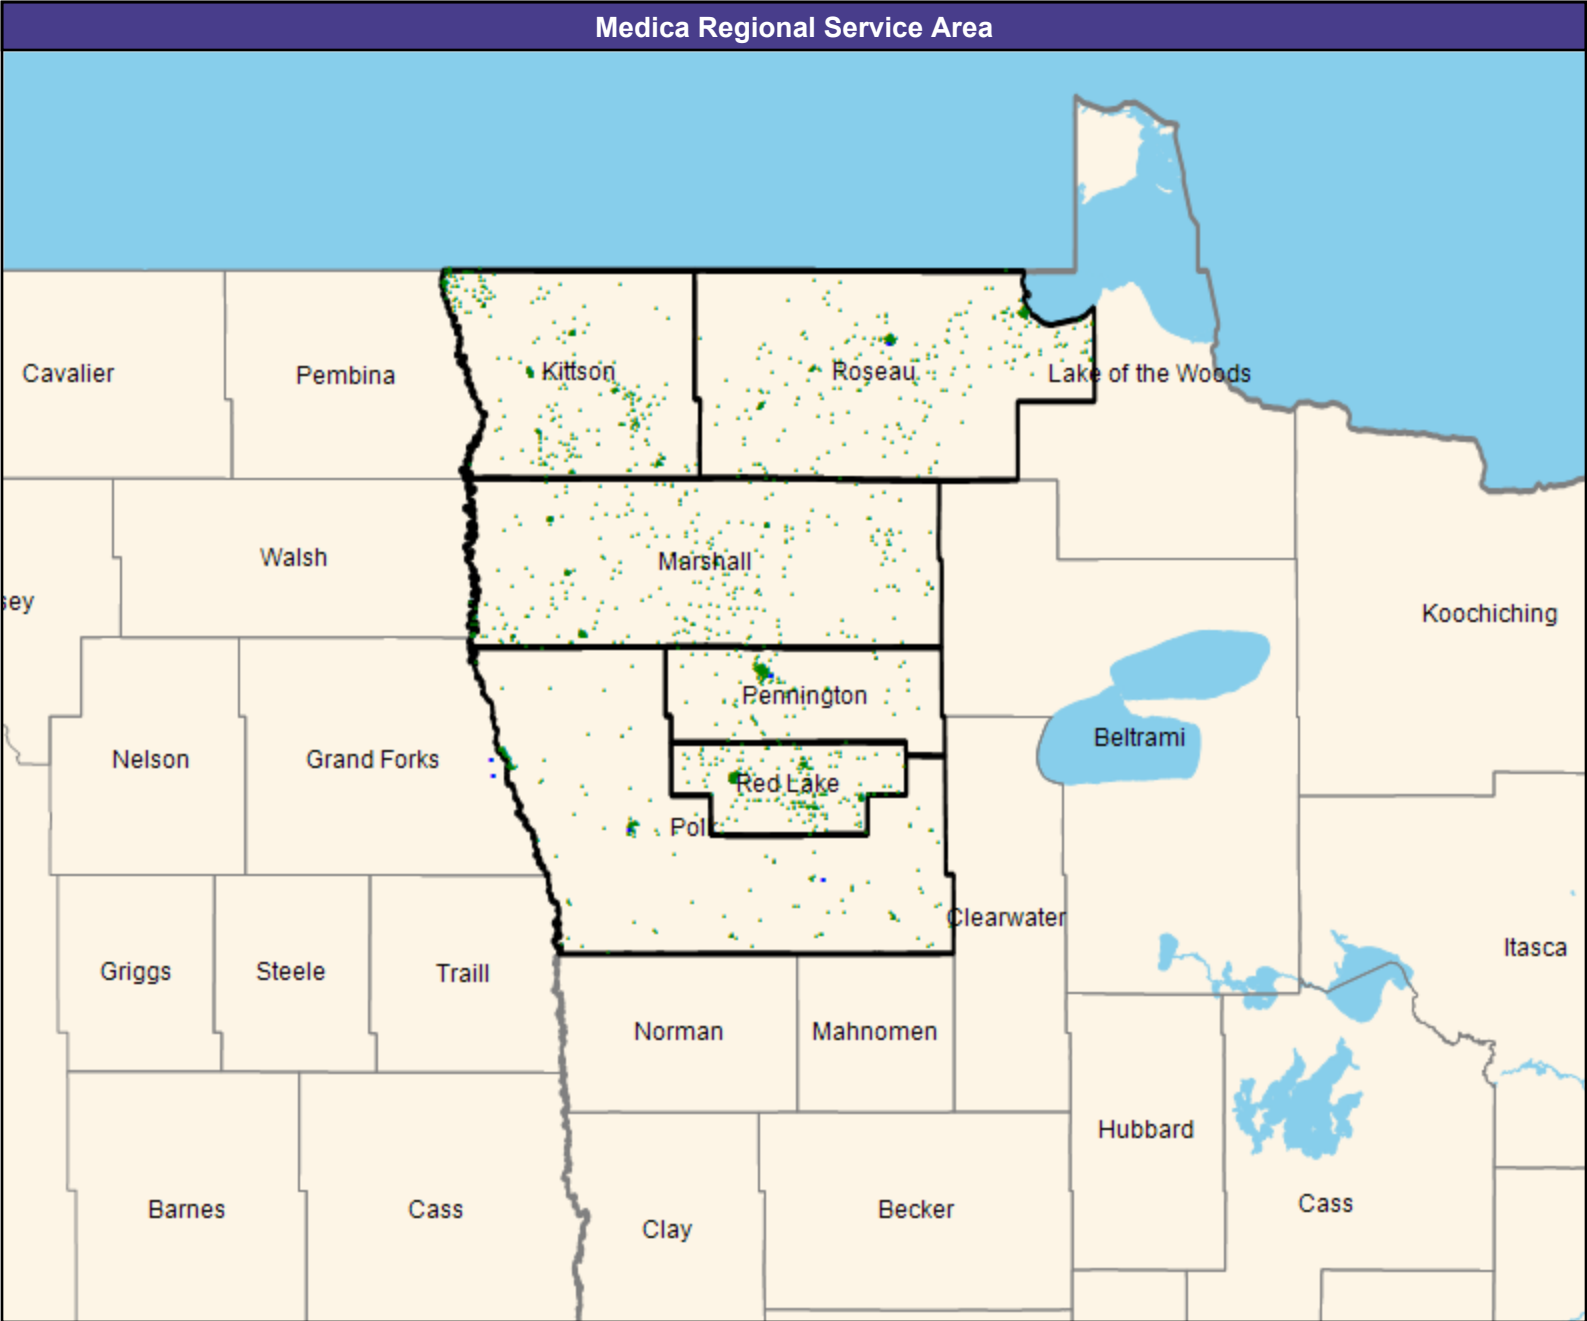 Medica Regional Service Area
Cavalier
Pembina
Kittson
Roseau
Lake of the Woods
Walsh
Marshall
sey
Koochiching
Pennington
Nelson
Grand Forks
Beltrami
Red Lake
Pol
Clearwater
Griggs
Steele
Traill
Itasca
Norman
Mahnomen
Hubbard
Barnes
Cass
Clay
Becker
Cass